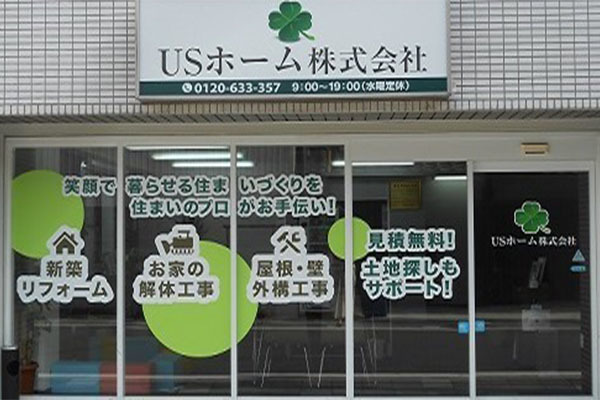 USホーム株式会社
0120-633-357 9:00～19:00(水曜定休)
笑顔で暮らせる住まいづくりを
住まいのプロがお手伝い!
新築
リフォーム
お家の
解体工事
屋根・壁
外構工事
見積無料!
土地探しも
サポート!
USホーム株式会社